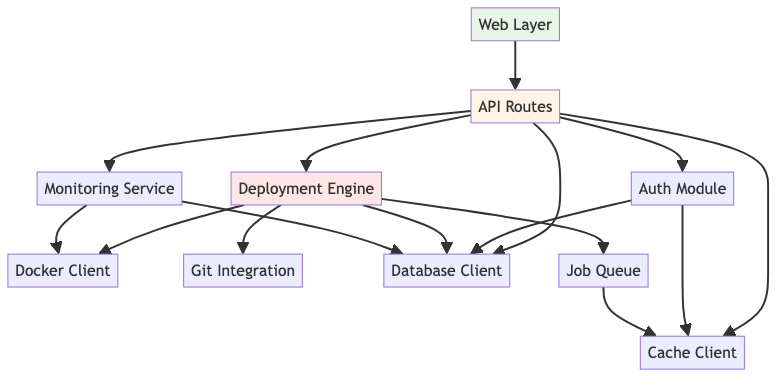 Web Layer
API Routes
Monitoring Service
Deployment Engine
Auth Module
Docker Client
Git Integration
Database Client
Job Queue
Cache Client